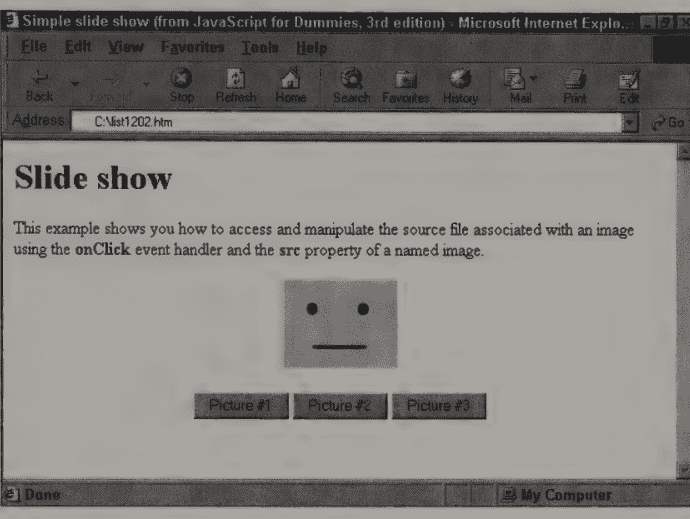 Simple slide show (from JavaScript for Dummies, 3rd edition) - Microsoft Internet Explo...
File Edit View Favorites Tools Help
Back Forward Stop Refresh Home Search Favorites History Mail Print Edit
Address C:\list1202.htm Go
Slide show
This example shows you how to access and manipulate the source file associated with an image
using the onClick event handler and the src property of a named image.
Picture #1 Picture #2 Picture #3
Done My Computer